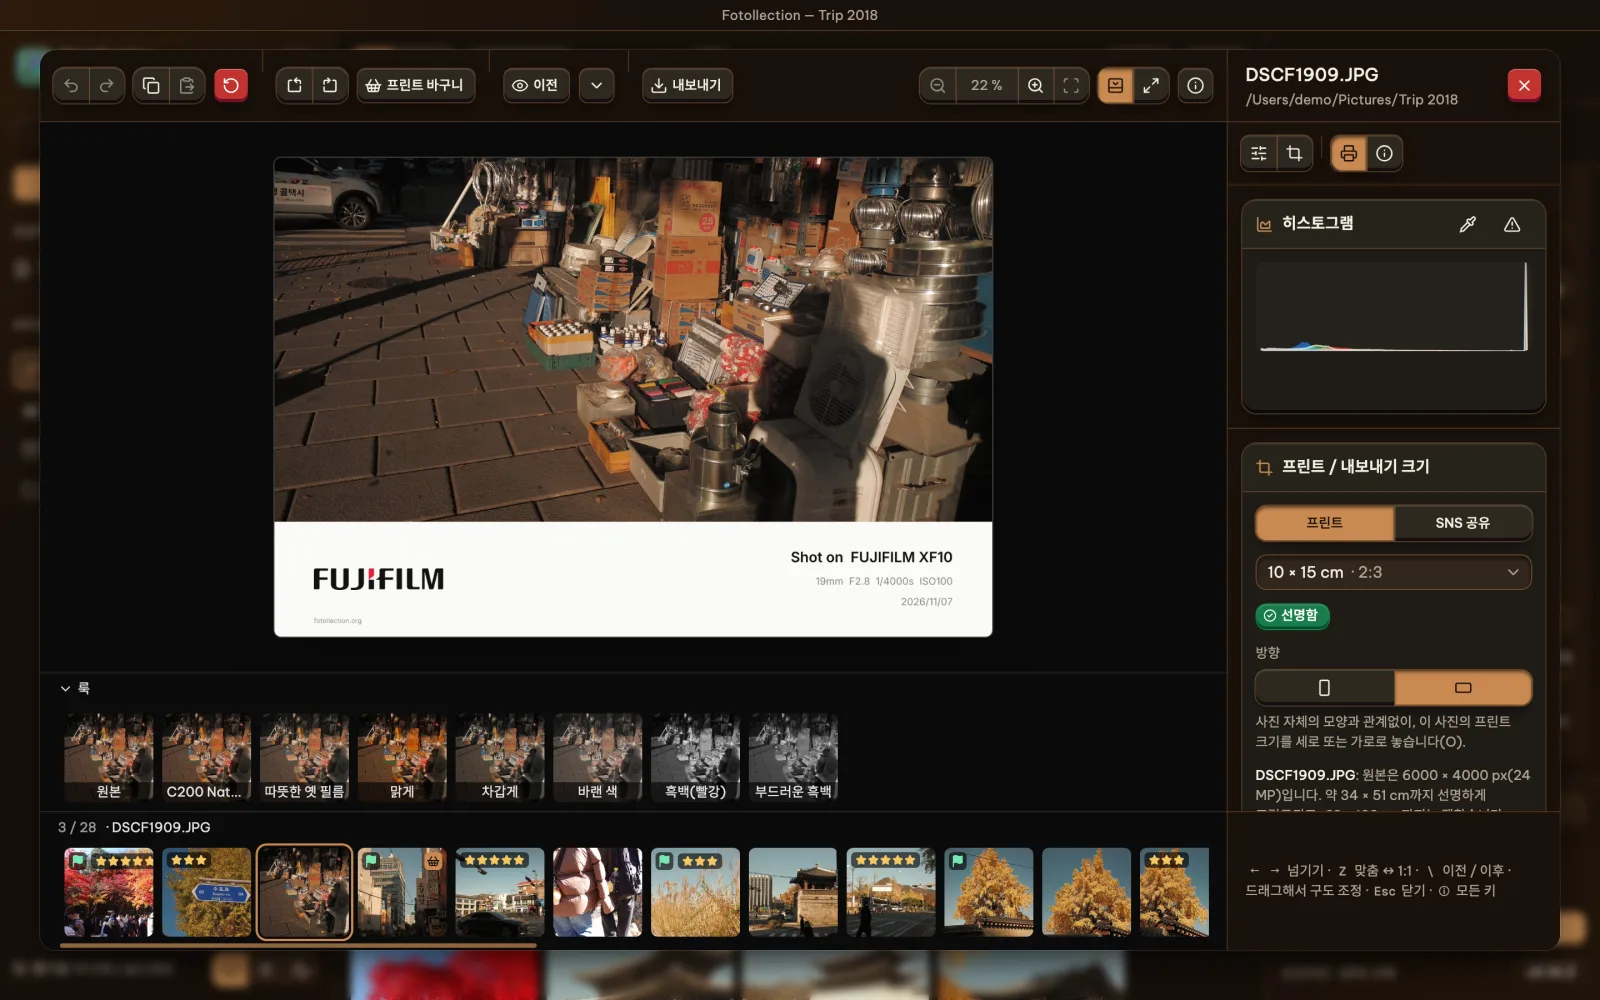 Fotollection — Trip 2018
프린트 바구니
이전
내보내기
22 %
DSCF1909.JPG
/Users/demo/Pictures/Trip 2018
히스토그램
콜택시
25
FUJIFILM
fotollection.org
Shot on FUJIFILM XF10
19mm F2.8 1/4000s ISO100
2026/11/07
프린트 / 내보내기 크기
프린트
SNS 공유
10 × 15 cm · 2:3
선명함
방향
사진 자체의 모양과 관계없이, 이 사진의 프린트
크기를 세로 또는 가로로 놓습니다(O).
DSCF1909.JPG: 원본은 6000 × 4000 px(24
MP)입니다. 약 34 × 51 cm까지 선명하게
룩
원본
C200 Nat...
따뜻한 옛 필름
맑게
차갑게
바랜 색
흑백(빨강)
부드러운 흑백
3 / 28 · DSCF1909.JPG
← → 넘기기 · Z 맞춤 ↔ 1:1 · \ 이전 / 이후 ·
드래그해서 구도 조정 · Esc 닫기 · ⓘ 모든 키